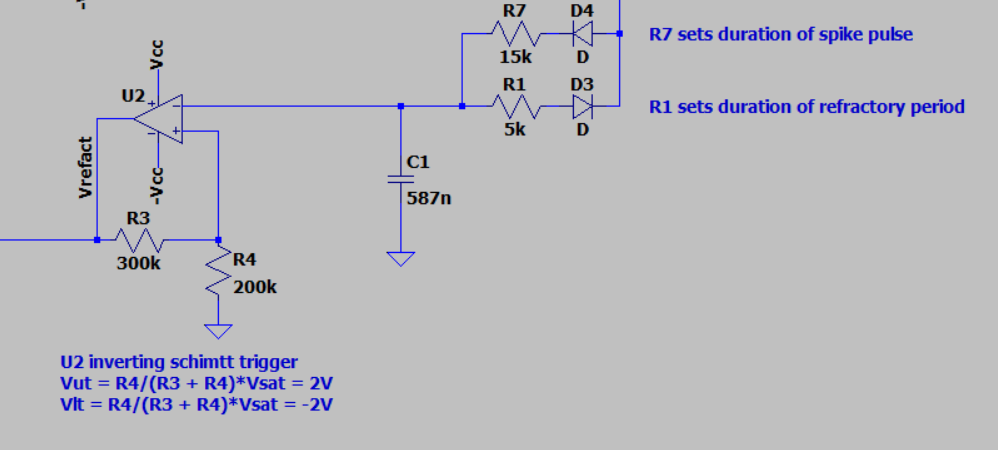 R7
D4
R7 sets duration of spike pulse
15k
D
Vcc
U2
R1
D3
R1 sets duration of refractory period
5k
D
C1
587n
Vrefact
-Vcc
R3
300k
R4
200k
U2 inverting schimtt trigger
Vut = R4/(R3 + R4)*Vsat = 2V
Vlt = R4/(R3 + R4)*Vsat = -2V